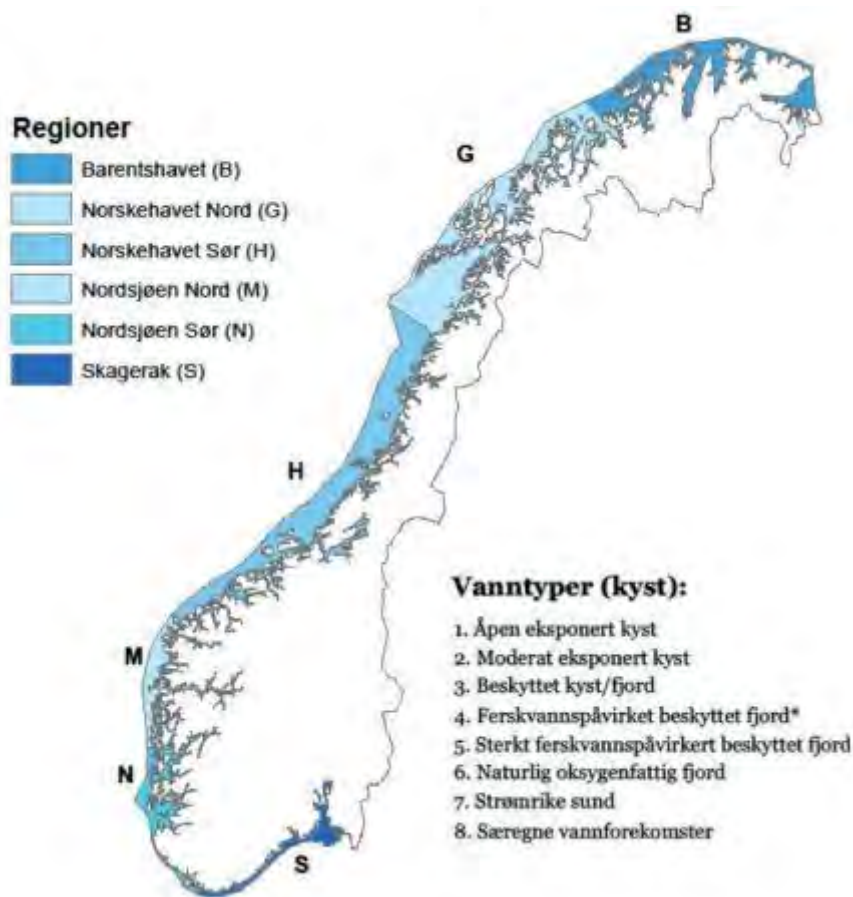 B
Regioner
Barentshavet (B)
G
Norskehavet Nord (G)
Norskehavet Sør (H)
Nordsjøen Nord (M)
Nordsjøen Sør (N)
Skagerak (S)
H
Vanntyper (kyst):
1. Åpen eksponert kyst
M
2. Moderat eksponert kyst
3. Beskyttet kyst/fjord
4. Ferskvannspåvirket beskyttet fjord*
5. Sterkt ferskvannspåvirkert beskyttet fjord
N
6. Naturlig oksygenfattig fjord
7. Strømrike sund
8. Særegne vannforekomster
S